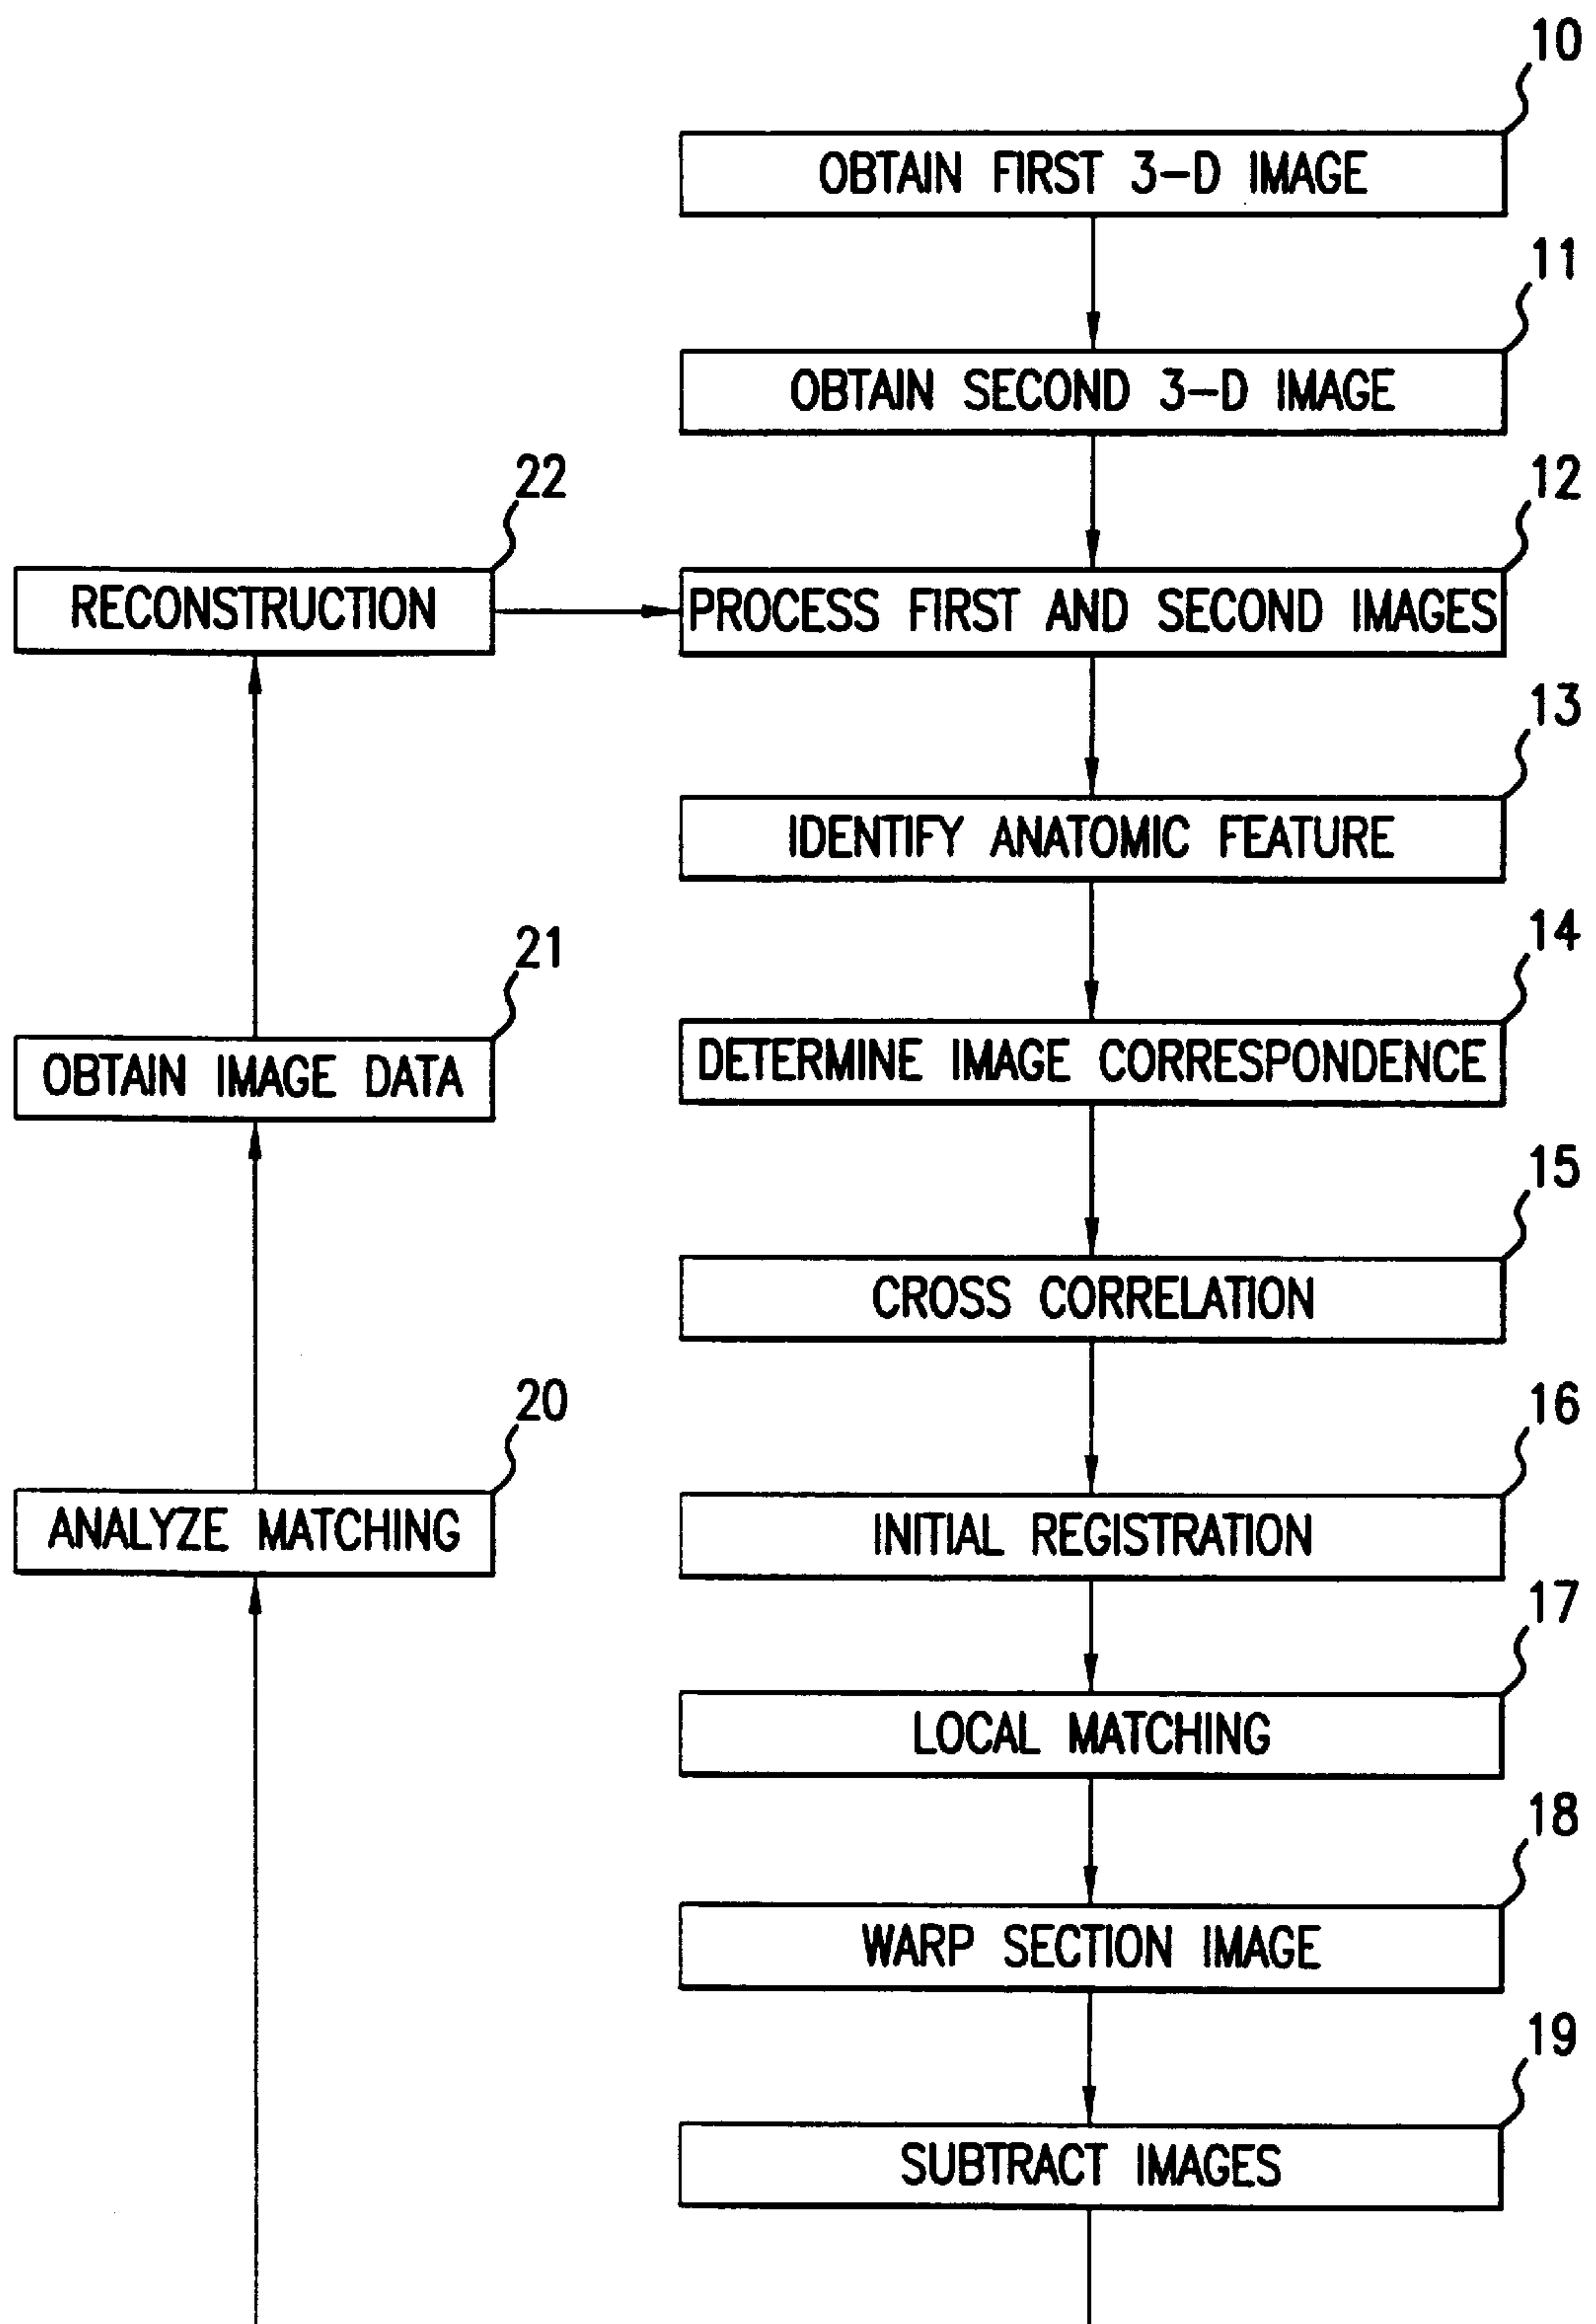 10
OBTAIN FIRST 3-D IMAGE
11
OBTAIN SECOND 3-D IMAGE
12
PROCESS FIRST AND SECOND IMAGES
13
IDENTIFY ANATOMIC FEATURE
14
DETERMINE IMAGE CORRESPONDENCE
15
CROSS CORRELATION
16
INITIAL REGISTRATION
17
LOCAL MATCHING
18
WARP SECTION IMAGE
19
SUBTRACT IMAGES
20
ANALYZE MATCHING
21
OBTAIN IMAGE DATA
22
RECONSTRUCTION